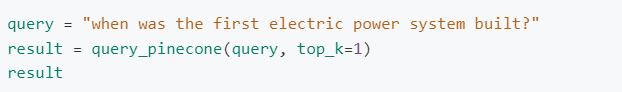 query = "when was the first electric power system built?"
result = query_pinecone(query, top_k=1)
result